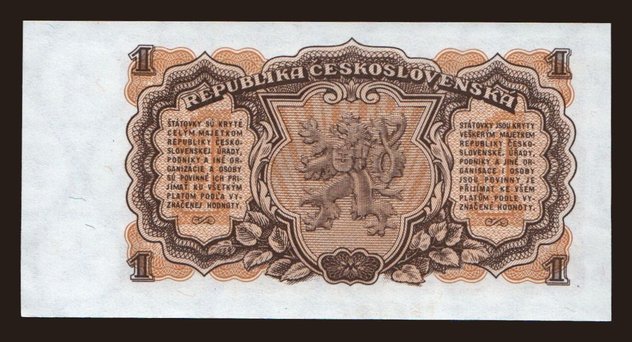 1 1
REPUBLIKA ČESKOSLOVENSKÁ
ŠTÁTOVKY SÚ KRYTÉ
CELÝM MAJETKOM
REPUBLIKY ČESKO-
SLOVENSKEJ. ÚRADY,
PODNIKY A INÉ OR-
GANIZÁCIE A OSOBY
SÚ POVINNÉ ICH PRI-
JÍMAŤ KU VŠETKÝM
PLATOM PODĽA VY-
ZNAČENEJ HODNOTY.
STÁTOVKY JSOU KRYTY
VEŠKERÝM MAJETKEM
REPUBLIKY ČESKO-
SLOVENSKÉ. ÚŘADY,
PODNIKY A JINÉ OR-
GANISACE I OSOBY
JSOU POVINNY JE
PŘIJÍMAT KE VŠEM
PLATŮM PODLE VY-
ZNAČENÉ HODNOTY.
1 1